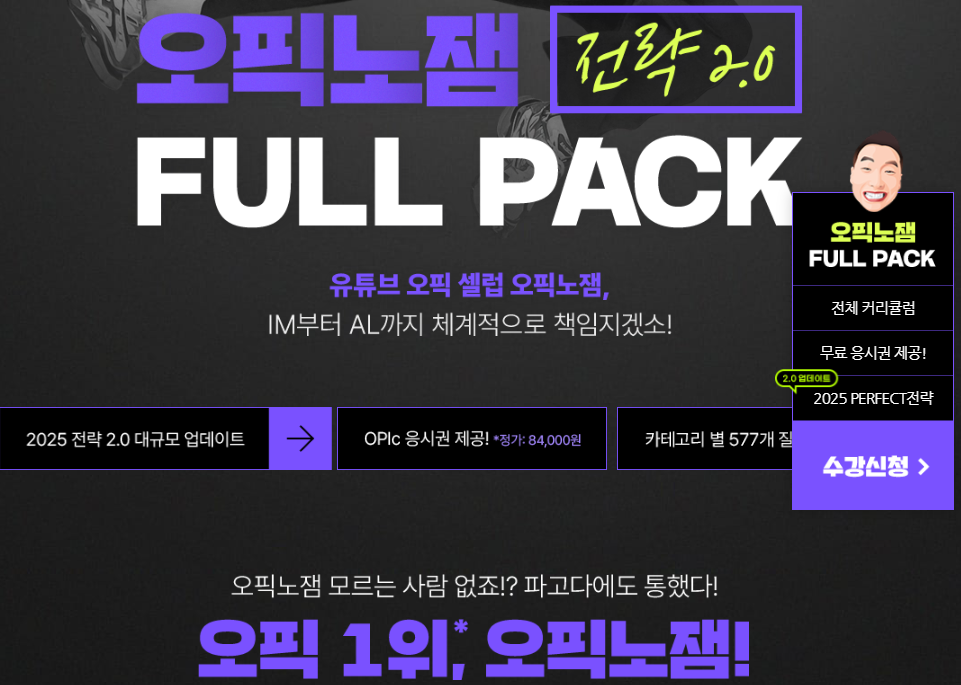 오픽노잼 전략 2.0
FULL PACK
유튜브 오픽 셀럽 오픽노잼,
IM부터 AL까지 체계적으로 책임지겠소!
2025 전략 2.0 대규모 업데이트 →
OPIc 응시권 제공! *정가: 84,000원
카테고리 별 577개 질
오픽노잼 모르는 사람 없죠!? 파고다에도 통했다!
오픽 1위,* 오픽노잼!
오픽노잼
FULL PACK
전체 커리큘럼
무료 응시권 제공!
2.0 업데이트
2025 PERFECT전략
수강신청 >